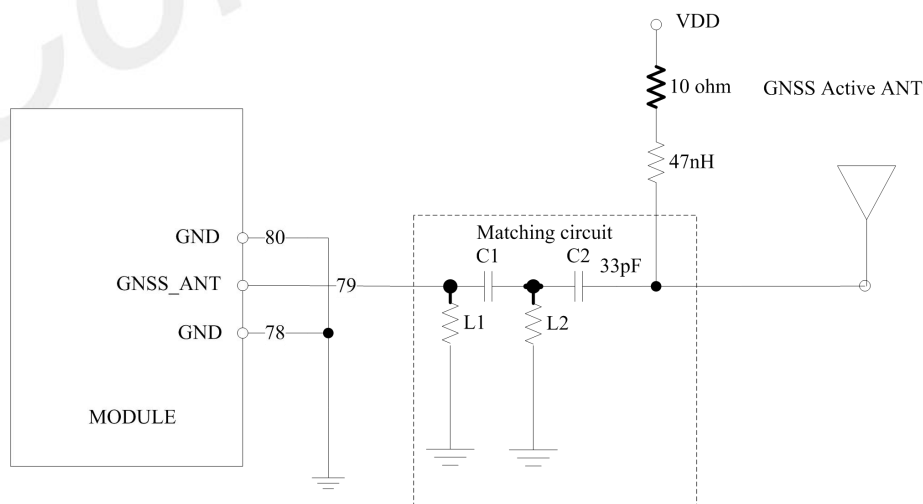 VDD
10 ohm
GNSS Active ANT
47nH
Matching circuit
C1
C2
33pF
GND
80
GNSS_ANT
79
GND
78
L1
L2
MODULE